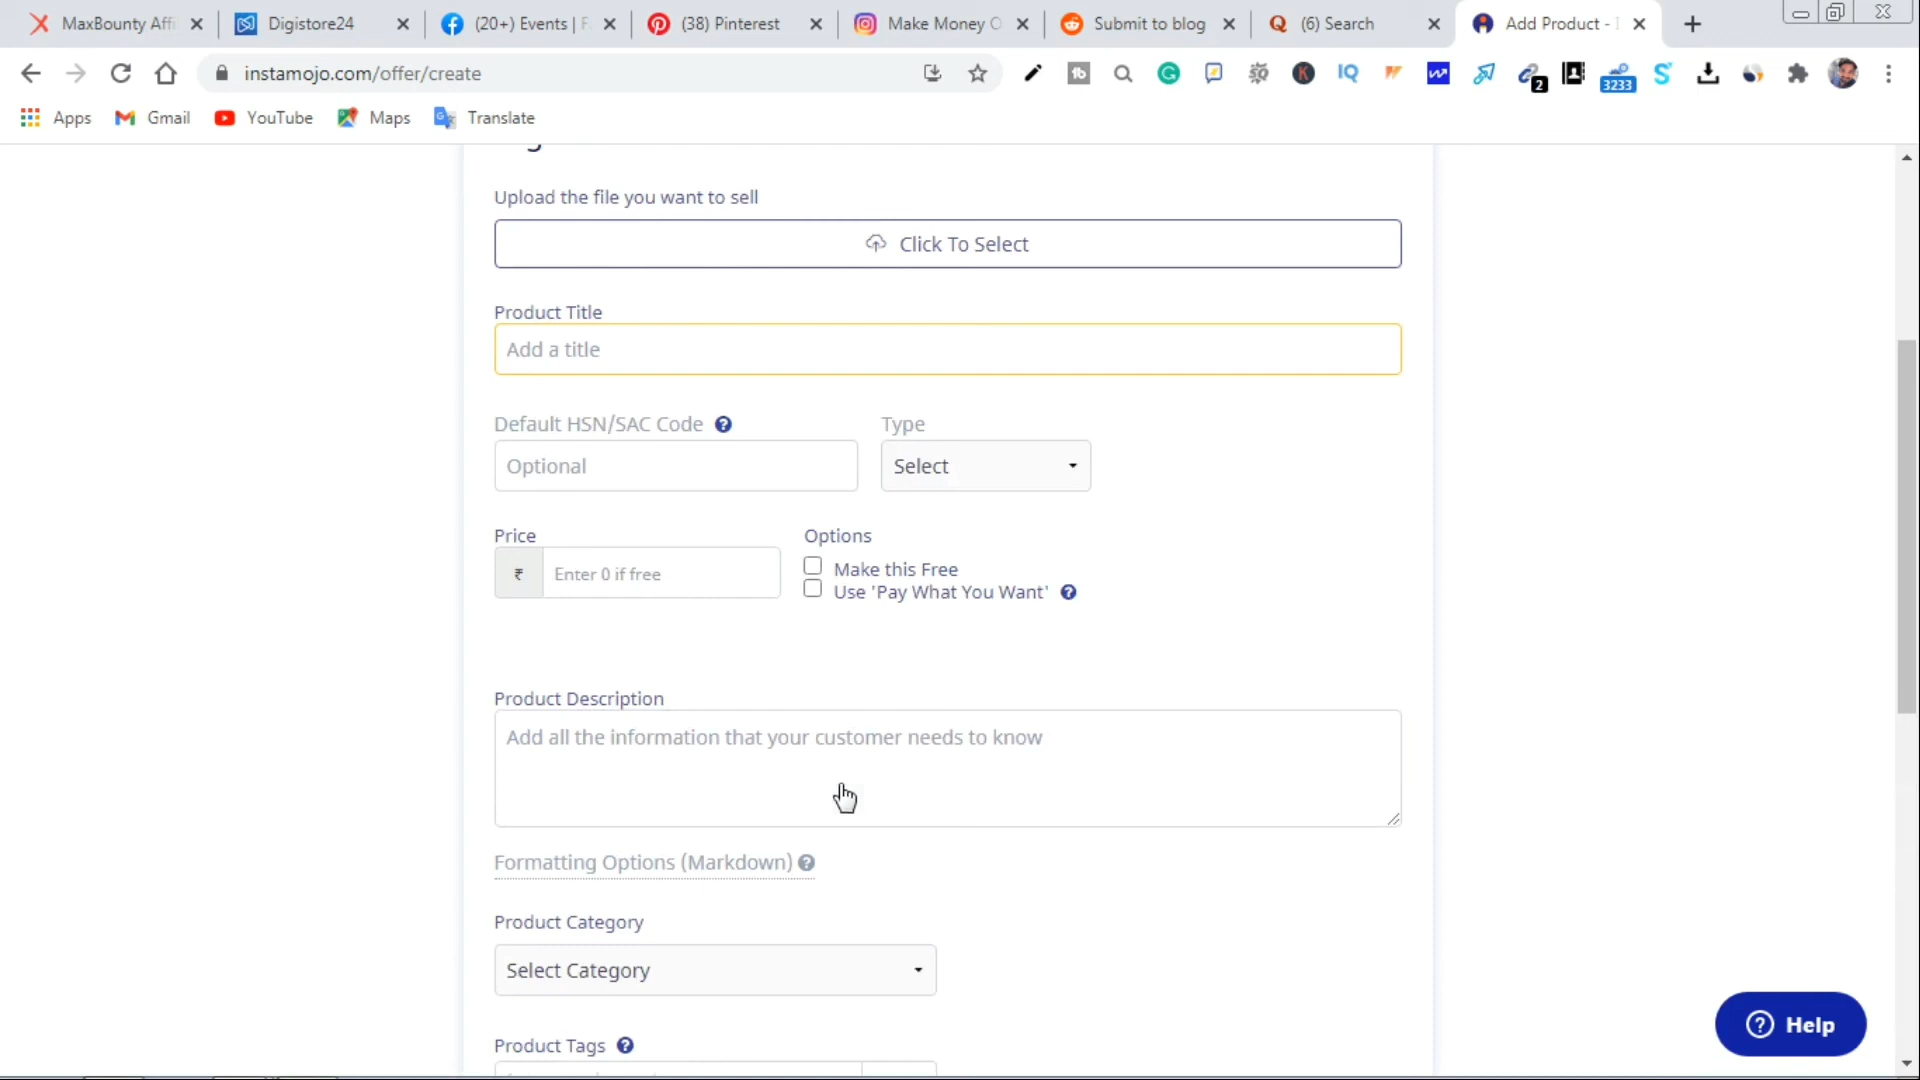 MaxBounty Affi
Digistore24
(20+) Events | F
(38) Pinterest
Make Money O
Submit to blog
(6) Search
Add Product - I
instamojo.com/offer/create
2
3233
Apps
Gmail
YouTube
Maps
Translate
Upload the file you want to sell
Click To Select
Product Title
Add a title
Default HSN/SAC Code ?
Type
Optional
Select
Price
Options
₹ Enter 0 if free
Make this Free
Use 'Pay What You Want' ?
Product Description
Add all the information that your customer needs to know
Formatting Options (Markdown) ?
Product Category
Select Category
Product Tags ?
? Help